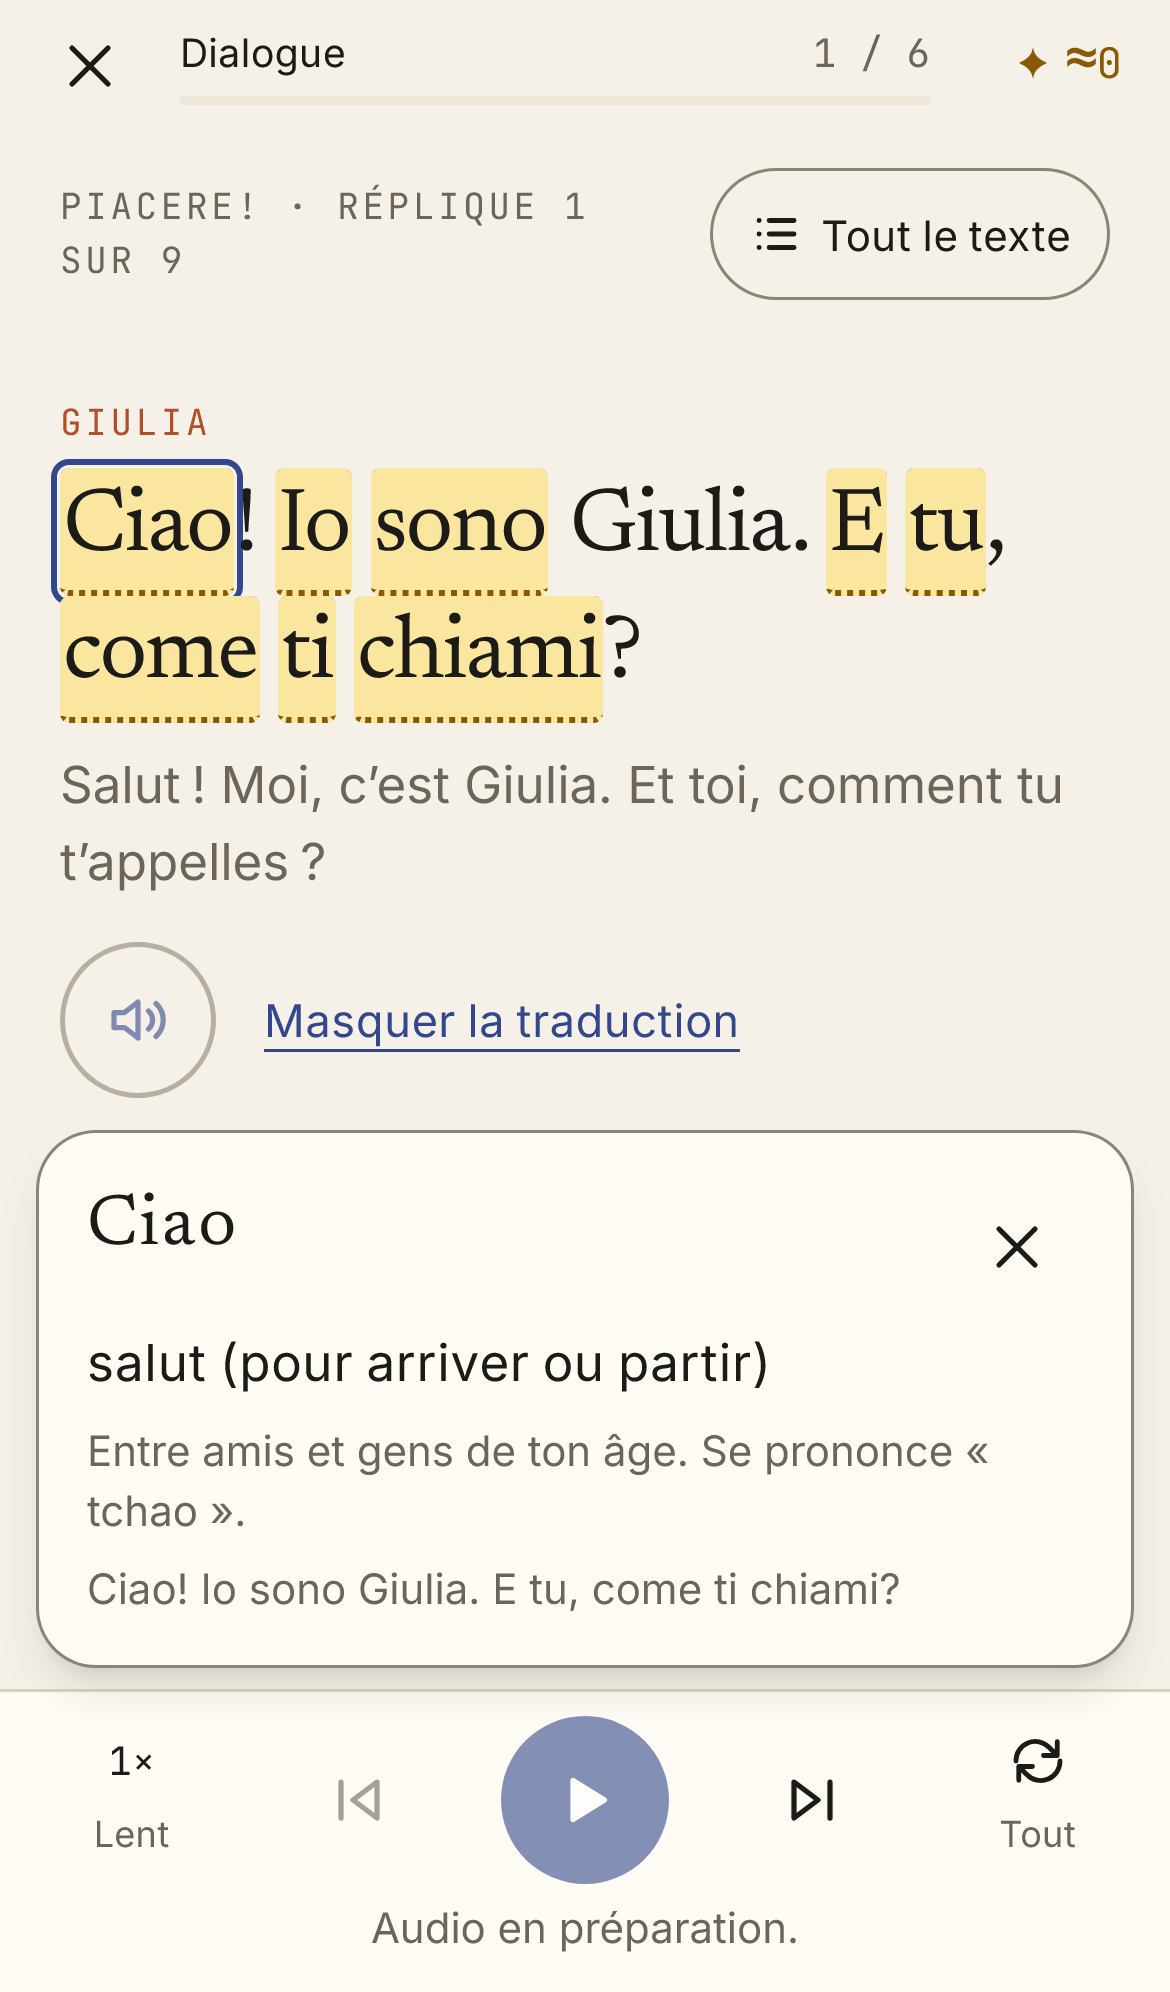 Dialogue
1 / 6
✦ ≈0
PIACERE! · RÉPLIQUE 1
SUR 9
Tout le texte
GIULIA
Ciao! Io sono Giulia. E tu,
come ti chiami?
Salut ! Moi, c’est Giulia. Et toi, comment tu
t’appelles ?
Masquer la traduction
Ciao
salut (pour arriver ou partir)
Entre amis et gens de ton âge. Se prononce «
tchao ».
Ciao! Io sono Giulia. E tu, come ti chiami?
1×
Lent
Tout
Audio en préparation.